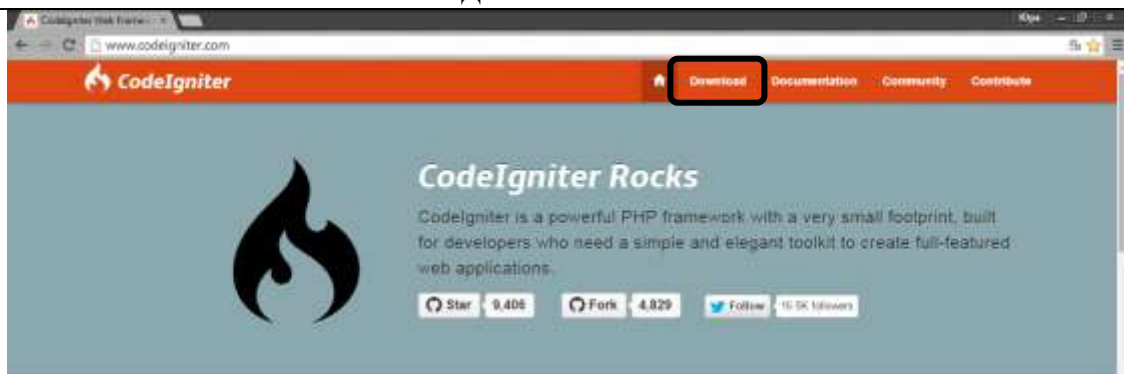 www.codeigniter.com
CodeIgniter
Download Documentation Community Contribute
CodeIgniter Rocks
CodeIgniter is a powerful PHP framework with a very small footprint, built
for developers who need a simple and elegant toolkit to create full-featured
web applications.
Star 9,406 Fork 4,829 Follow followers